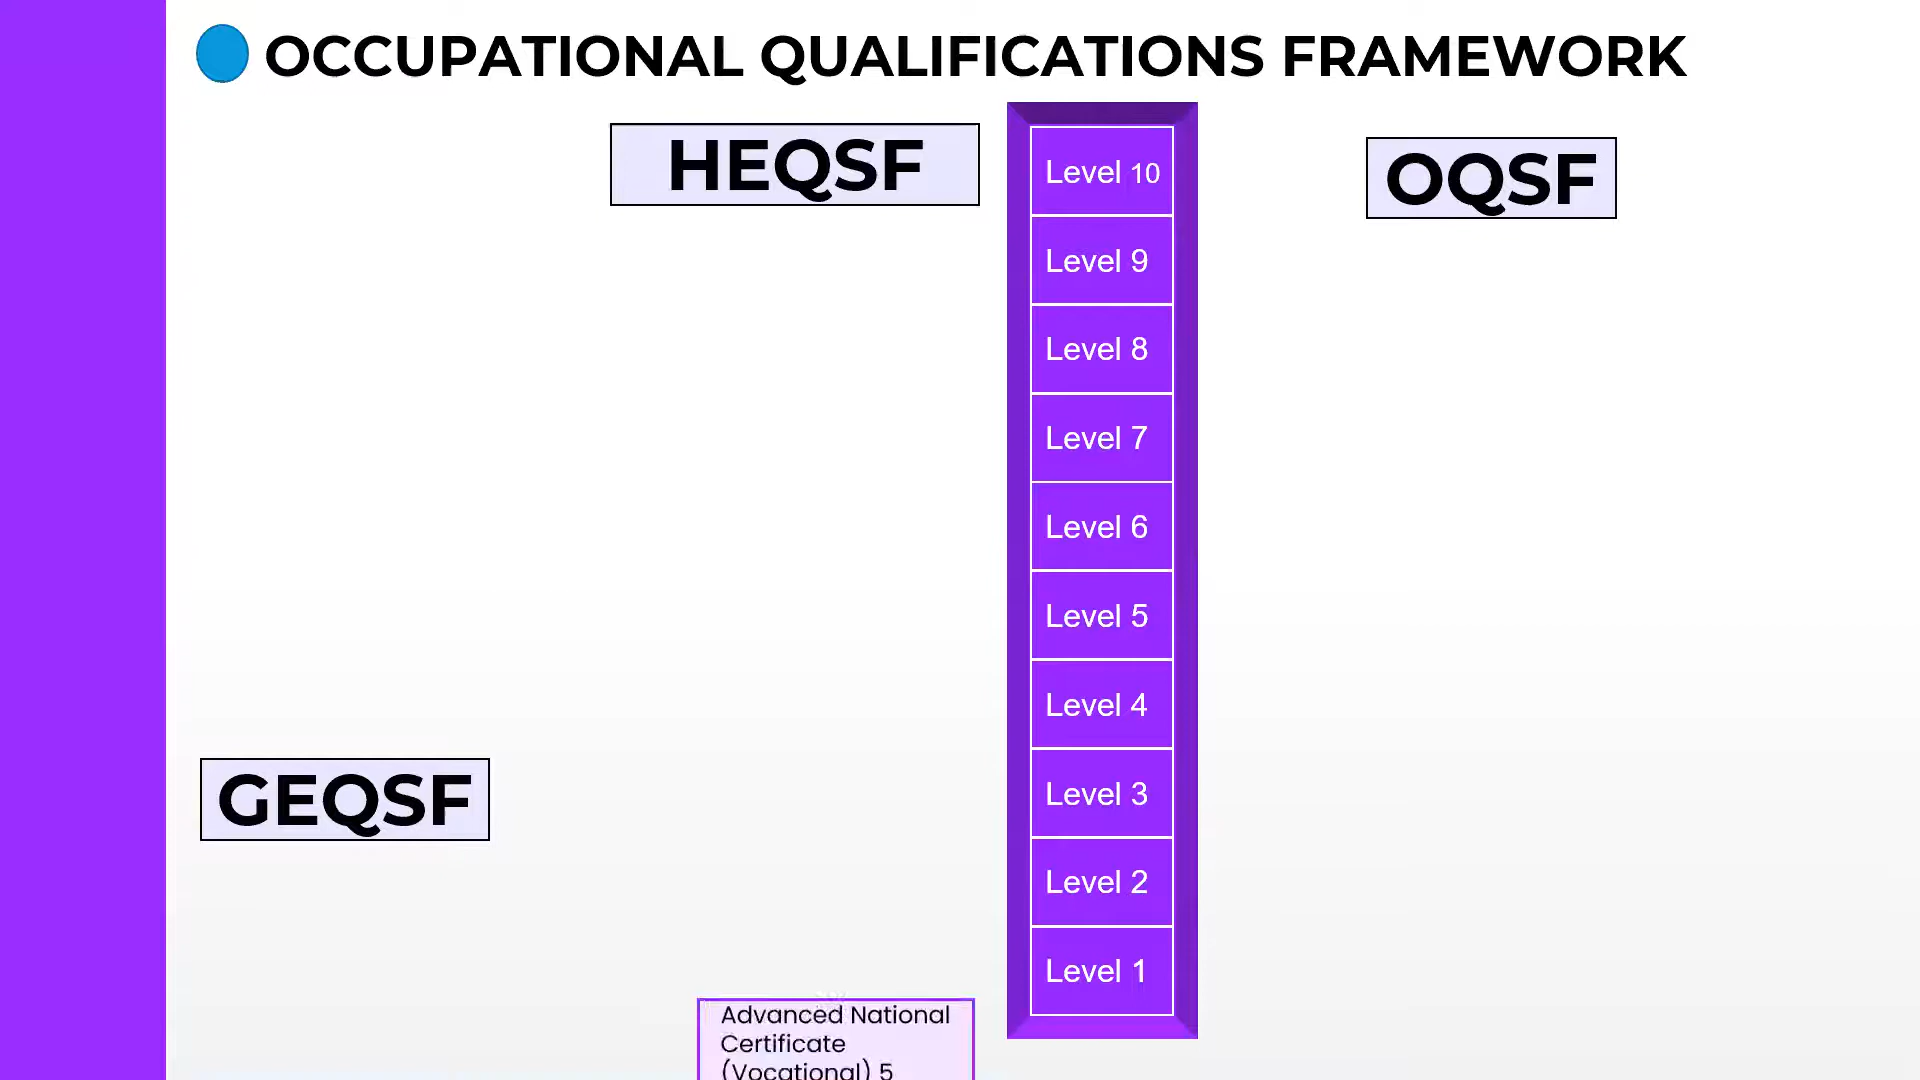 OCCUPATIONAL QUALIFICATIONS FRAMEWORK
HEQSF
OQSF
Level 10
Level 9
Level 8
Level 7
Level 6
Level 5
Level 4
Level 3
Level 2
Level 1
GEQSF
Advanced National
Certificate
(Vocational) 5